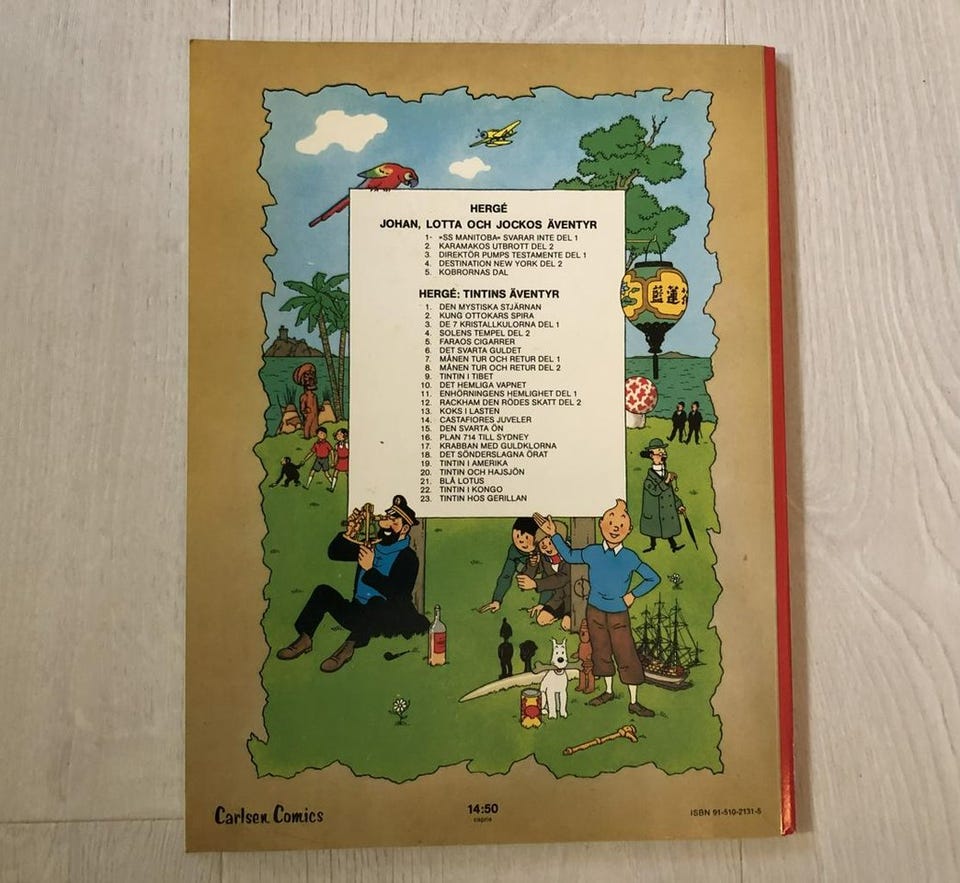 HERGÉ
JOHAN, LOTTA OCH JOCKOS ÄVENTYR
1. »SS MANITOBA» SVARAR INTE DEL 1
2. KARAMAKOS UTBROTT DEL 2
3. DIREKTÖR PUMPS TESTAMENTE DEL 1
4. DESTINATION NEW YORK DEL 2
5. KOBRORNAS DAL
HERGÉ: TINTINS ÄVENTYR
1. DEN MYSTISKA STJÄRNAN
2. KUNG OTTOKARS SPIRA
3. DE 7 KRISTALLKULORNA DEL 1
4. SOLENS TEMPEL DEL 2
5. FARAOS CIGARRER
6. DET SVARTA GULDET
7. MÅNEN TUR OCH RETUR DEL 1
8. MÅNEN TUR OCH RETUR DEL 2
9. TINTIN I TIBET
10. DET HEMLIGA VAPNET
11. ENHÖRNINGENS HEMLIGHET DEL 1
12. RACKHAM DEN RÖDES SKATT DEL 2
13. KOKS I LASTEN
14. CASTAFIORES JUVELER
15. DEN SVARTA ÖN
16. PLAN 714 TILL SYDNEY
17. KRABBAN MED GULDKLORNA
18. DET SÖNDERSLAGNA ÖRAT
19. TINTIN I AMERIKA
20. TINTIN OCH HAJSJÖN
21. BLÅ LOTUS
22. TINTIN I KONGO
23. TINTIN HOS GERILLAN
藍蓮
Carlsen Comics
14:50
capris
ISBN 91-510-2131-5